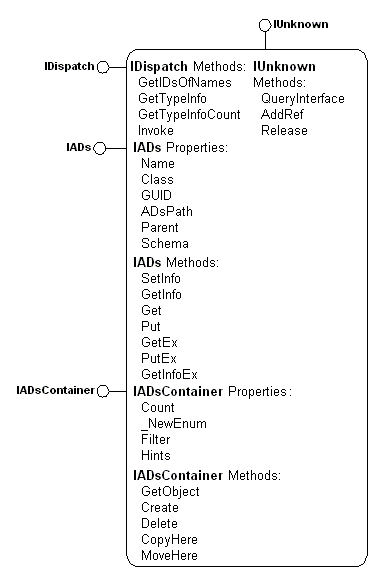 IUnknown
IDispatch
IDispatch Methods: IUnknown
GetIDsOfNames Methods:
GetTypeInfo QueryInterface
GetTypeInfoCount AddRef
Invoke Release
IADs
IADs Properties:
Name
Class
GUID
ADsPath
Parent
Schema
IADs Methods:
SetInfo
GetInfo
Get
Put
GetEx
PutEx
GetInfoEx
IADsContainer
IADsContainer Properties:
Count
_NewEnum
Filter
Hints
IADsContainer Methods:
GetObject
Create
Delete
CopyHere
MoveHere